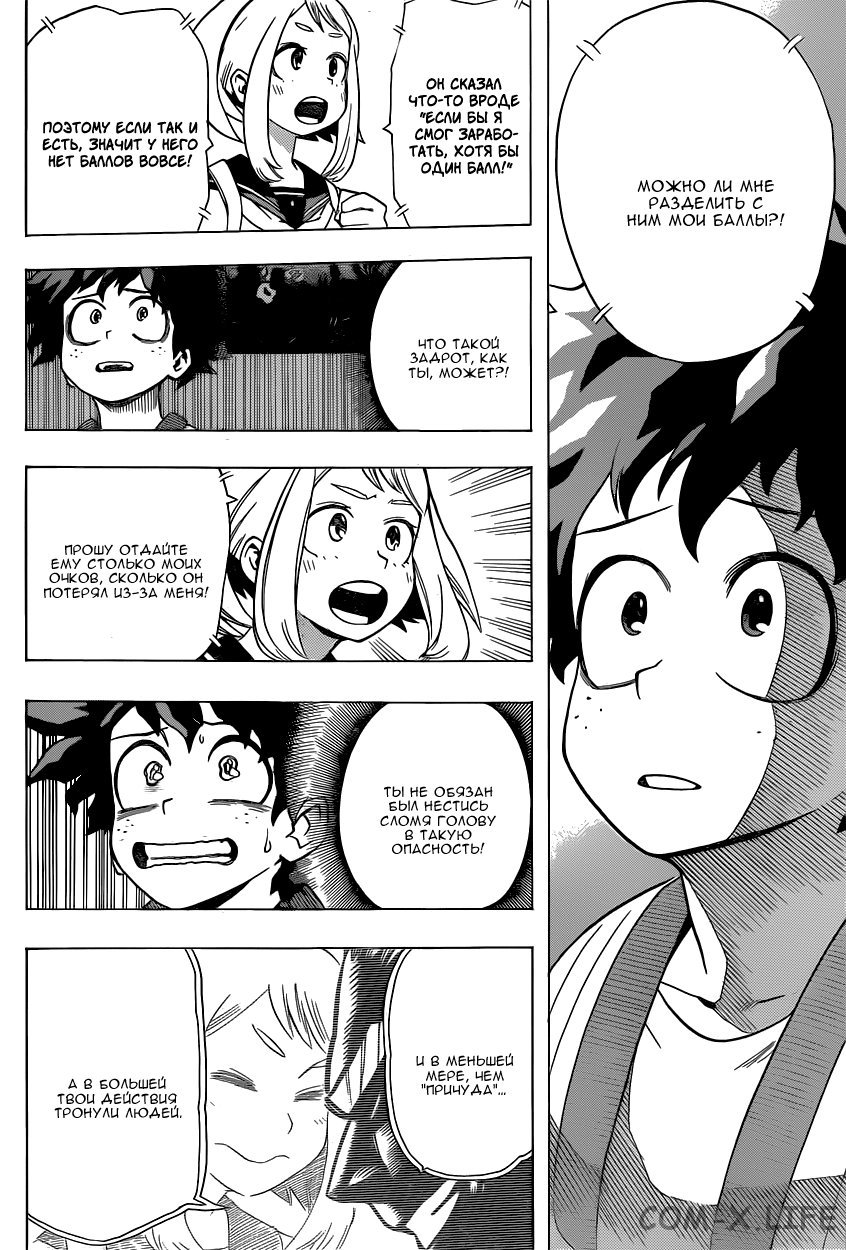 МОЖНО ЛИ МНЕ
РАЗДЕЛИТЬ С
НИМ МОИ БАЛЛЫ?!
ОН СКАЗАЛ
ЧТО-ТО ВРОДЕ
"ЕСЛИ БЫ Я
СМОГ ЗАРАБО-
ТАТЬ, ХОТЯ БЫ
ОДИН БАЛЛ!"
ПОЭТОМУ ЕСЛИ ТАК И
ЕСТЬ, ЗНАЧИТ У НЕГО
НЕТ БАЛЛОВ ВОВСЕ!
ЧТО ТАКОЙ
ЗАДРОТ, КАК
ТЫ, МОЖЕТ?!
ПРОШУ ОТДАЙТЕ
ЕМУ СТОЛЬКО МОИХ
ОЧКОВ, СКОЛЬКО ОН
ПОТЕРЯЛ ИЗ-ЗА МЕНЯ!
ТЫ НЕ ОБЯЗАН
БЫЛ НЕСТИСЬ
СЛОМЯ ГОЛОВУ
В ТАКУЮ
ОПАСНОСТЬ!
И В МЕНЬШЕЙ
МЕРЕ, ЧЕМ
"ПРИЧУДА"...
А В БОЛЬШЕЙ
ТВОИ ДЕЙСТВИЯ
ТРОНУЛИ ЛЮДЕЙ.
COM-X.LIFE